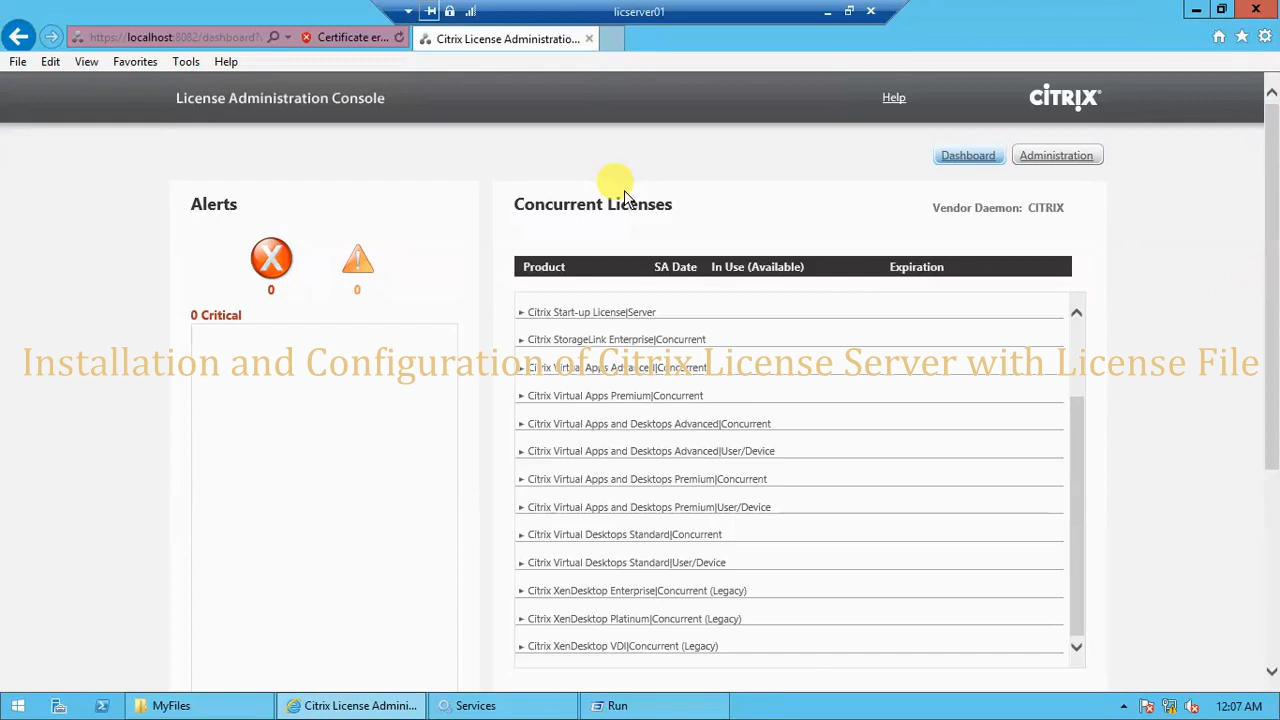 licserver01
https://localhost:8082/dashboard?
Certificate er...
Citrix License Administratio...
File Edit View Favorites Tools Help
License Administration Console
Help
CITRIX
Dashboard
Administration
Alerts
Concurrent Licenses
Vendor Daemon: CITRIX
Product SA Date In Use (Available) Expiration
0
0
0 Critical
Citrix Start-up License|Server
Citrix StorageLink Enterprise|Concurrent
Installation and Configuration of Citrix License Server with License File
Citrix Virtual Apps Advanced|Concurrent
Citrix Virtual Apps Premium|Concurrent
Citrix Virtual Apps and Desktops Advanced|Concurrent
Citrix Virtual Apps and Desktops Advanced|User/Device
Citrix Virtual Apps and Desktops Premium|Concurrent
Citrix Virtual Apps and Desktops Premium|User/Device
Citrix Virtual Desktops Standard|Concurrent
Citrix Virtual Desktops Standard|User/Device
Citrix XenDesktop Enterprise|Concurrent (Legacy)
Citrix XenDesktop Platinum|Concurrent (Legacy)
Citrix XenDesktop VDI|Concurrent (Legacy)
MyFiles
Citrix License Admini...
Services
Run
12:07 AM